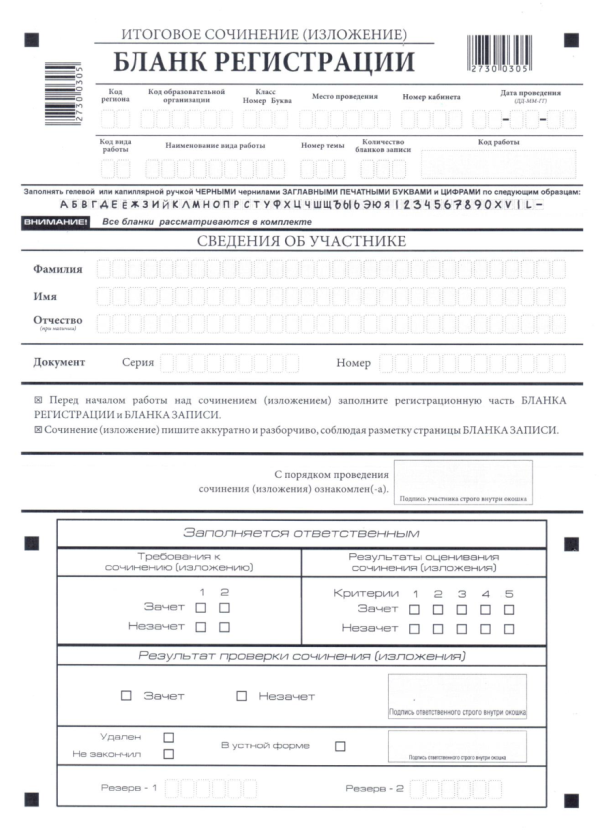 ИТОГОВОЕ СОЧИНЕНИЕ (ИЗЛОЖЕНИЕ)
БЛАНК РЕГИСТРАЦИИ
2730 0305
2730 0305
Код региона
Код образовательной организации
Класс
Номер Буква
Место проведения
Номер кабинета
Дата проведения
(ДД-ММ-ГГ)
Код вида работы
Наименование вида работы
Номер темы
Количество бланков записи
Код работы
Заполнять гелевой или капиллярной ручкой ЧЕРНЫМИ чернилами ЗАГЛАВНЫМИ ПЕЧАТНЫМИ БУКВАМИ и ЦИФРАМИ по следующим образцам:
А Б В Г Д Е Ё Ж З И Й К Л М Н О П Р С Т У Ф Х Ц Ч Ш Щ Ъ Ы Ь Э Ю Я 1 2 3 4 5 6 7 8 9 0 X V I L -
ВНИМАНИЕ! Все бланки рассматриваются в комплекте
СВЕДЕНИЯ ОБ УЧАСТНИКЕ
Фамилия
Имя
Отчество
(при наличии)
Документ Серия Номер
Перед началом работы над сочинением (изложением) заполните регистрационную часть БЛАНКА
РЕГИСТРАЦИИ и БЛАНКА ЗАПИСИ.
Сочинение (изложение) пишите аккуратно и разборчиво, соблюдая разметку страницы БЛАНКА ЗАПИСИ.
С порядком проведения
сочинения (изложения) ознакомлен(-а).
Подпись участника строго внутри окошка
Заполняется ответственным
Требования к
сочинению (изложению)
Результаты оценивания
сочинения (изложения)
1 2
Зачет
Незачет
Критерии 1 2 3 4 5
Зачет
Незачет
Результат проверки сочинения (изложения)
Зачет Незачет
Подпись ответственного строго внутри окошка
Удален
Не закончил
В устной форме
Подпись ответственного строго внутри окошка
Резерв - 1 Резерв - 2